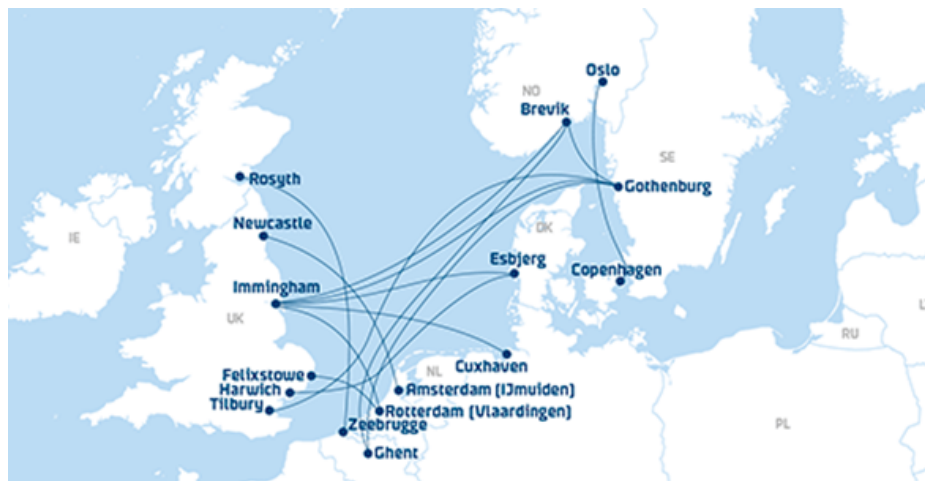 Oslo
NO
Brevik
SE
Rosyth
Gothenburg
Newcastle
DK
IE
Esbjerg
Copenhagen
Immingham
UK
RU
L
Cuxhaven
NL
Felixstowe
Harwich
Amsterdam (IJmuiden)
Tilbury
Rotterdam (Vlaardingen)
Zeebrugge
PL
Ghent